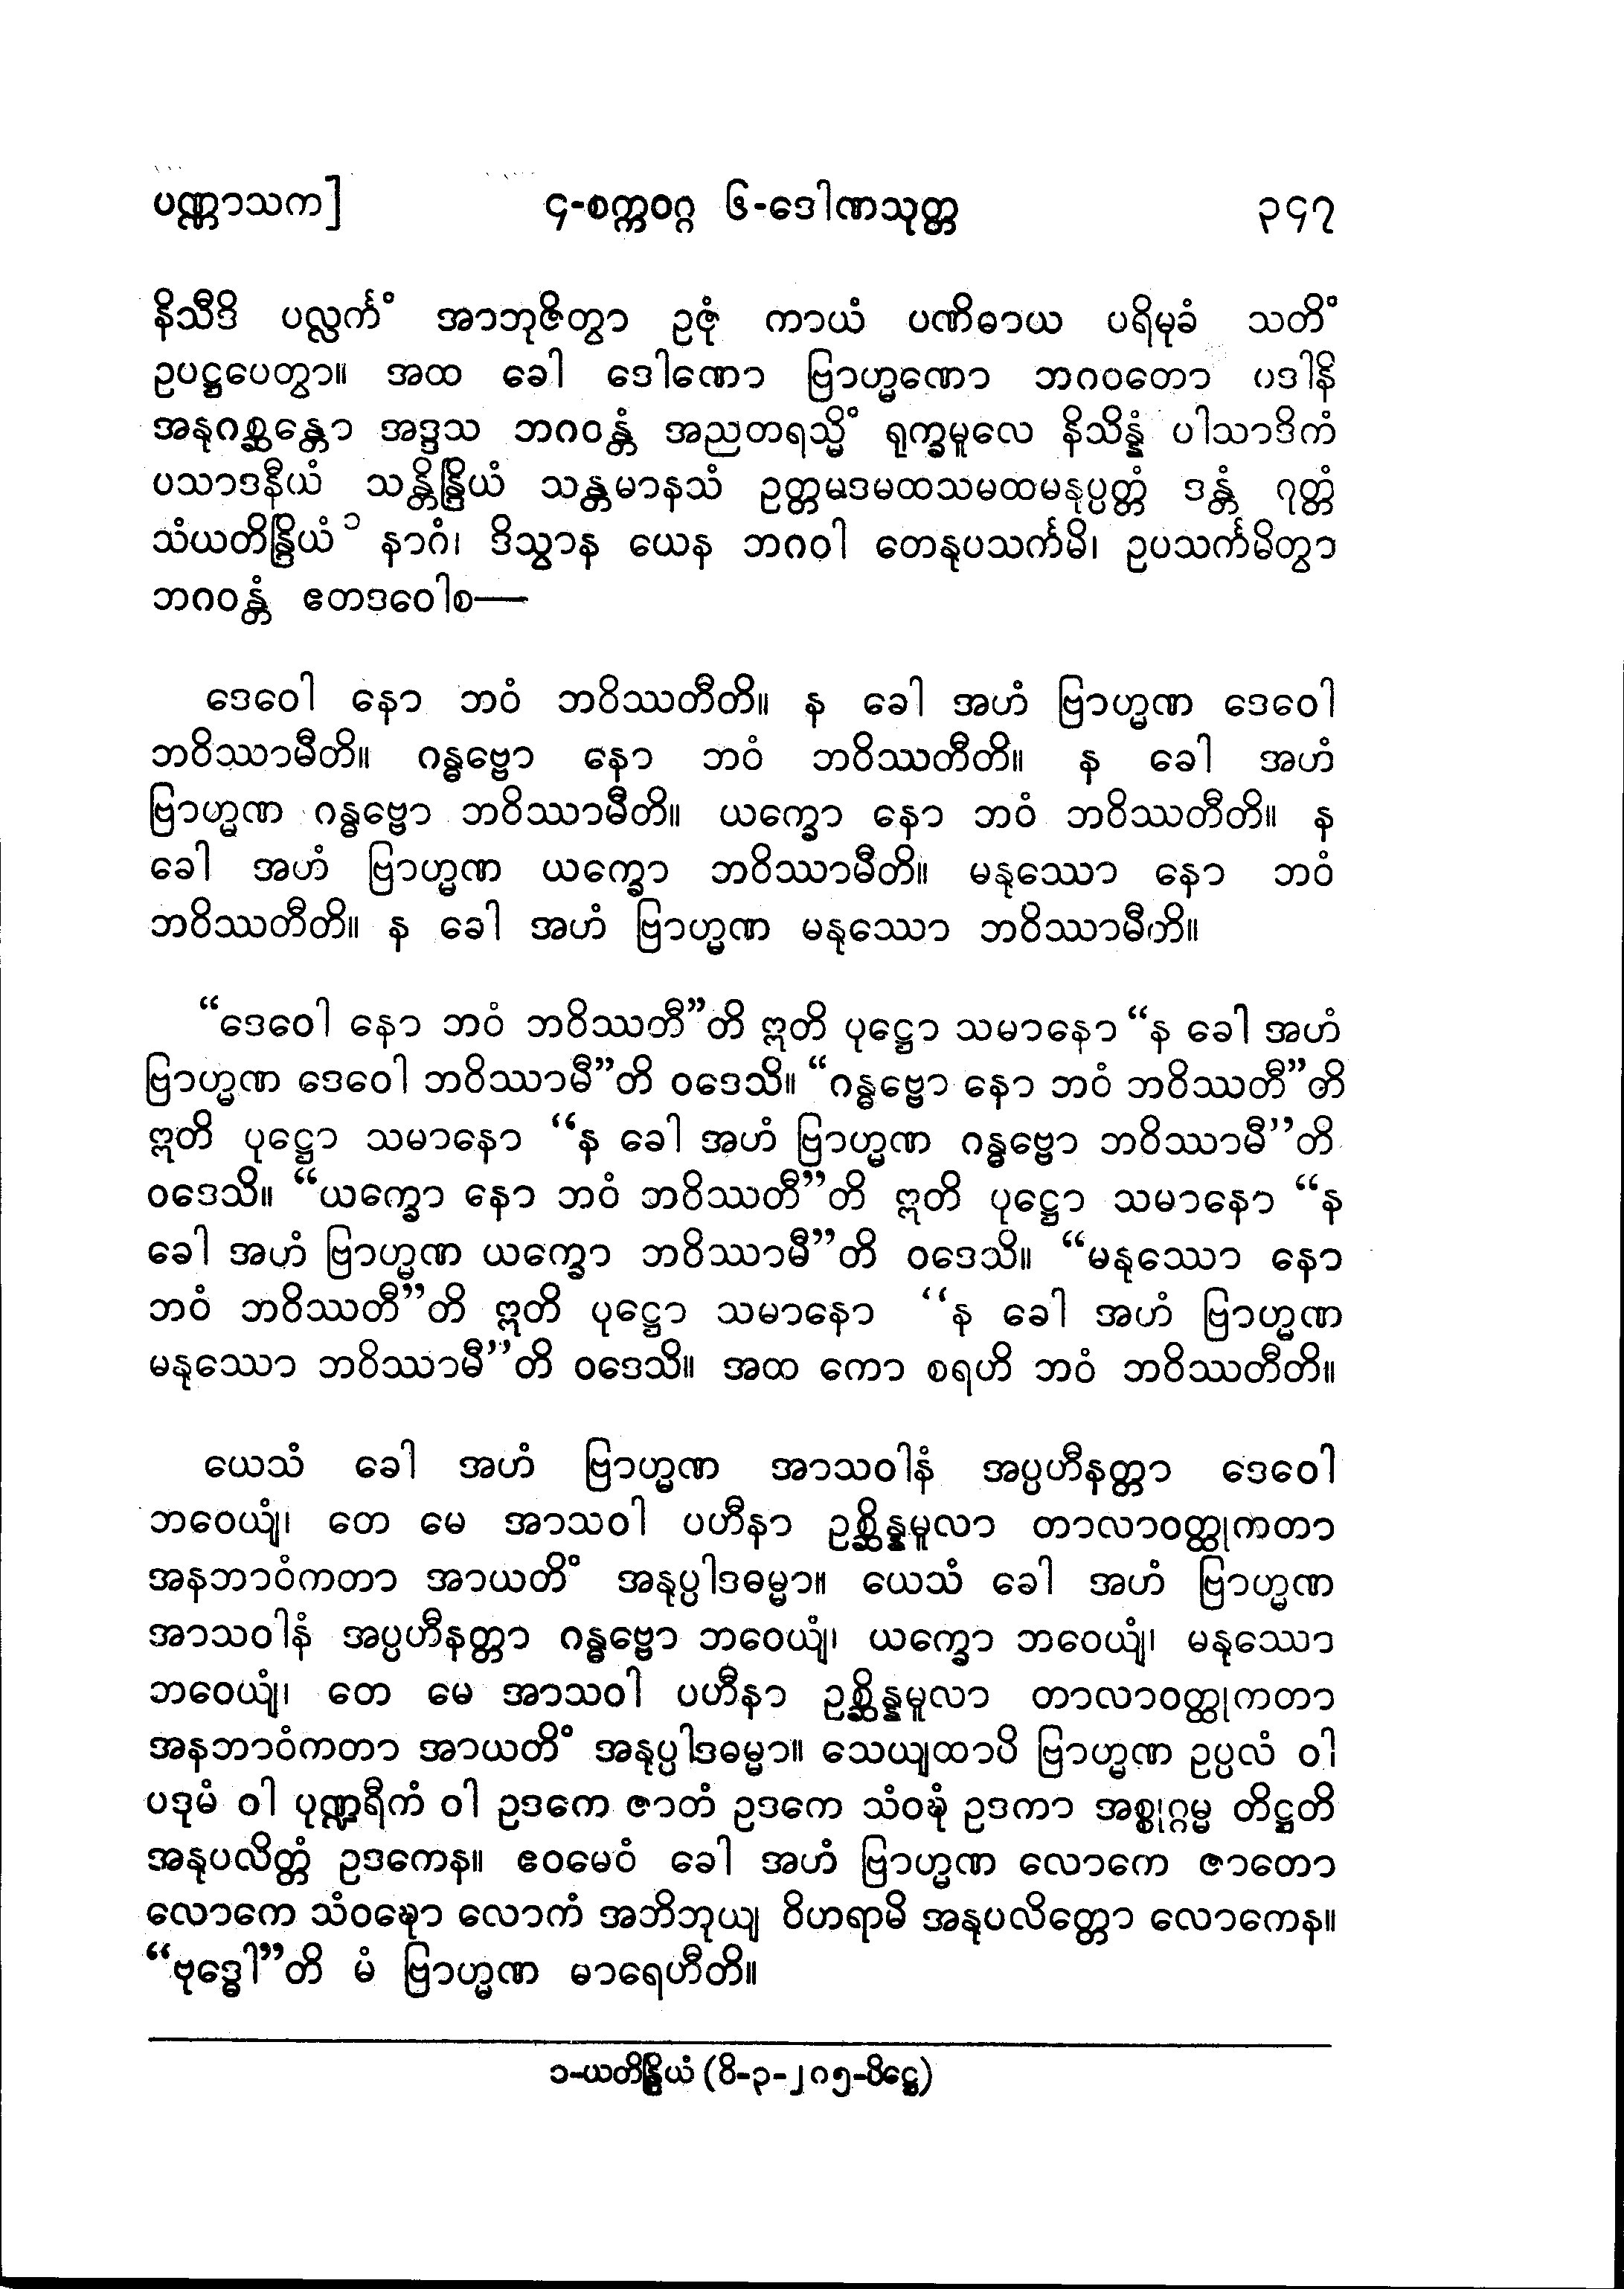 ပဏ္ဏာသက]
၄-စက္ကဝဂ္ဂ ၆-ဒေါဏသုတ္တ
၃၄၇
နိသီဒိ ပလ္လင်္ကံ အာဘုဇိတွာ ဥဇုံ ကာယံ ပဏိဓာယ ပရိမုခံ သတိံ
ဥပဋ္ဌပေတွာ။ အထ ခေါ ဒေါဏော ဗြာဟ္မဏော ဘဂဝတော ပဒါနိ
အနုဂစ္ဆန္တော အဒ္ဒသ ဘဂဝန္တံ အညတရသ္မိံ ရုက္ခမူလေ နိသိန္နံ ပါသာဒိကံ
ပသာဒနီယံ သန္တိန္ဒြိယံ သန္တမာနသံ ဥတ္တမဒမထသမထမနုပ္ပတ္တံ ဒန္တံ ဂုတ္တံ
သံယတိန္ဒြိယံ ၁ နာဂံ၊ ဒိသွာန ယေန ဘဂဝါ တေနုပသင်္ကမိ၊ ဥပသင်္ကမိတွာ
ဘဂဝန္တံ ဧတဒဝေါစ—
ဒေဝေါ နော ဘဝံ ဘဝိဿတီတိ။ န ခေါ အဟံ ဗြာဟ္မဏ ဒေဝေါ
ဘဝိဿာမီတိ။ ဂန္ဓဗ္ဗော နော ဘဝံ ဘဝိဿတီတိ။ န ခေါ အဟံ
ဗြာဟ္မဏ ဂန္ဓဗ္ဗော ဘဝိဿာမီတိ။ ယက္ခော နော ဘဝံ ဘဝိဿတီတိ။ န
ခေါ အဟံ ဗြာဟ္မဏ ယက္ခော ဘဝိဿာမီတိ။ မနုဿော နော ဘဝံ
ဘဝိဿတီတိ။ န ခေါ အဟံ ဗြာဟ္မဏ မနုဿော ဘဝိဿာမီတိ။
“ဒေဝေါ နော ဘဝံ ဘဝိဿတီ”တိ ဣတိ ပုဋ္ဌော သမာနော “န ခေါ အဟံ
ဗြာဟ္မဏ ဒေဝေါ ဘဝိဿာမီ”တိ ဝဒေသိ။ “ဂန္ဓဗ္ဗော နော ဘဝံ ဘဝိဿတီ”တိ
ဣတိ ပုဋ္ဌော သမာနော “န ခေါ အဟံ ဗြာဟ္မဏ ဂန္ဓဗ္ဗော ဘဝိဿာမီ”တိ
ဝဒေသိ။ “ယက္ခော နော ဘဝံ ဘဝိဿတီ”တိ ဣတိ ပုဋ္ဌော သမာနော “န
ခေါ အဟံ ဗြာဟ္မဏ ယက္ခော ဘဝိဿာမီ”တိ ဝဒေသိ။ “မနုဿော နော
ဘဝံ ဘဝိဿတီ”တိ ဣတိ ပုဋ္ဌော သမာနော “န ခေါ အဟံ ဗြာဟ္မဏ
မနုဿော ဘဝိဿာမီ”တိ ဝဒေသိ။ အထ ကော စရဟိ ဘဝံ ဘဝိဿတီတိ။
ယေသံ ခေါ အဟံ ဗြာဟ္မဏ အာသဝါနံ အပ္ပဟီနတ္တာ ဒေဝေါ
ဘဝေယျံ၊ တေ မေ အာသဝါ ပဟီနာ ဥစ္ဆိန္နမူလာ တာလာဝတ္ထုကတာ
အနဘာဝံကတာ အာယတိံ အနုပ္ပါဒဓမ္မာ။ ယေသံ ခေါ အဟံ ဗြာဟ္မဏ
အာသဝါနံ အပ္ပဟီနတ္တာ ဂန္ဓဗ္ဗော ဘဝေယျံ၊ ယက္ခော ဘဝေယျံ၊ မနုဿော
ဘဝေယျံ၊ တေ မေ အာသဝါ ပဟီနာ ဥစ္ဆိန္နမူလာ တာလာဝတ္ထုကတာ
အနဘာဝံကတာ အာယတိံ အနုပ္ပါဒဓမ္မာ။ သေယျထာပိ ဗြာဟ္မဏ ဥပ္ပလံ ဝါ
ပဒုမံ ဝါ ပုဏ္ဍရီကံ ဝါ ဥဒကေ ဇာတံ ဥဒကေ သံဝဍ္ဎံ ဥဒကာ အစ္စုဂ္ဂမ္မ တိဋ္ဌတိ
အနုပလိတ္တံ ဥဒကေန။ ဧဝမေဝံ ခေါ အဟံ ဗြာဟ္မဏ လောကေ ဇာတော
လောကေ သံဝဍ္ဎော လောကံ အဘိဘုယျ ဝိဟရာမိ အနုပလိတ္တော လောကေန။
“ဗုဒ္ဓေါ”တိ မံ ဗြာဟ္မဏ ဓာရေဟီတိ။
၁-ယတိန္ဒြိယံ (ဝိ-၃-၂၀၅-ပိဋ္ဌေ)